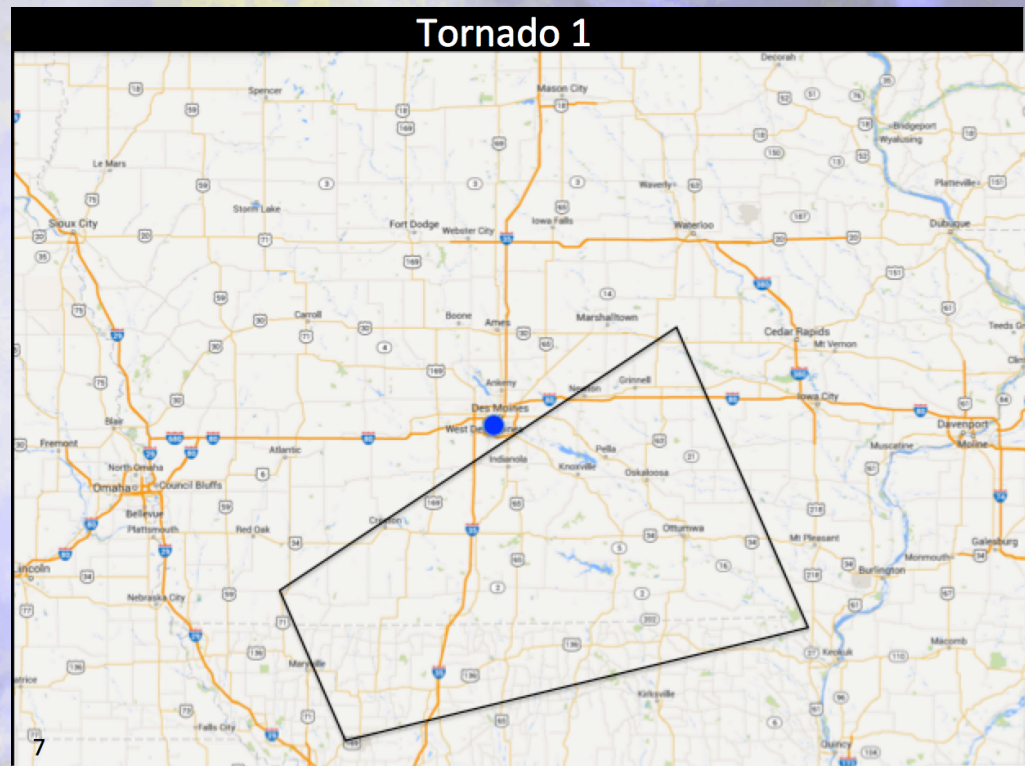 Tornado 1
Decorah
Spencer
Mason City
Bridgeport
Wyalusing
Le Mars
Waverly
Platteville
Storm Lake
Sioux City
Fort Dodge
Webster City
Iowa Falls
Waterloo
Dubuque
Carroll
Boone
Ames
Marshalltown
Cedar Rapids
Mt Vernon
Teeds G
Clin
Ankeny
Newton
Grinnell
Iowa City
Blair
Des Moines
Davenport
West Des Moines
Moline
Fremont
Atlantic
Indianola
Pella
Muscatine
North Omaha
Knoxville
Oskaloosa
Omaha
Council Bluffs
Bellevue
Plattsmouth
Red Oak
Creston
Ottumwa
Mt Pleasant
Galesburg
Monmouth
Lincoln
Burlington
Nebraska City
Macomb
Keokuk
Maryville
atrice
Kirksville
Falls City
Quincy
7